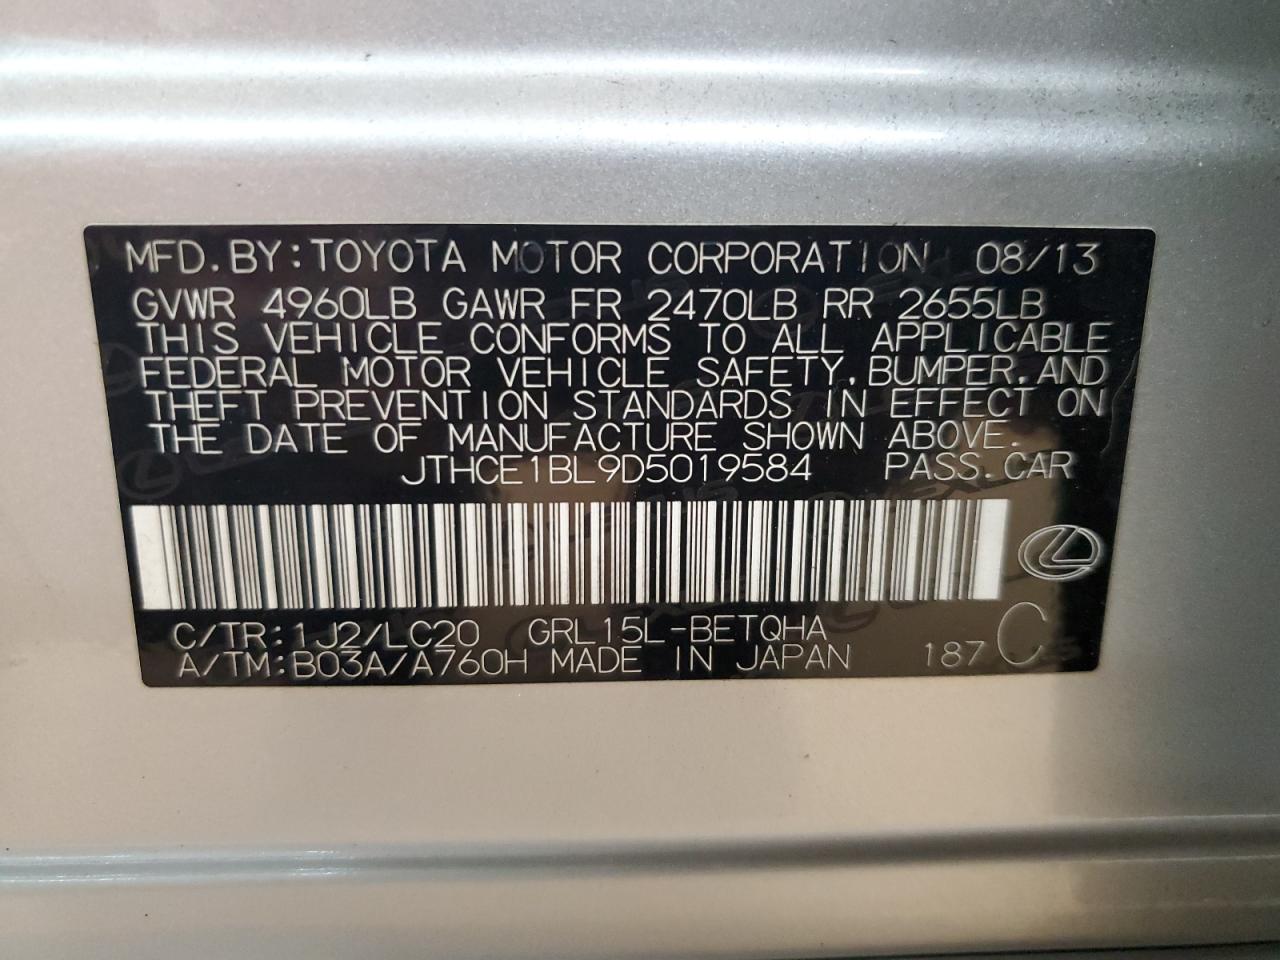 MFD.BY:TOYOTA MOTOR CORPORATION 08/13
GVWR 4960LB GAWR FR 2470LB RR 2655LB
THIS VEHICLE CONFORMS TO ALL APPLICABLE
FEDERAL MOTOR VEHICLE SAFETY,BUMPER,AND
THEFT PREVENTION STANDARDS IN EFFECT ON
THE DATE OF MANUFACTURE SHOWN ABOVE.
JTHCE1BL9D5019584 PASS.CAR
C/TR:1J2/LC20 GRL15L-BETQHA
A/TM:B03A/A760H MADE IN JAPAN 187 C